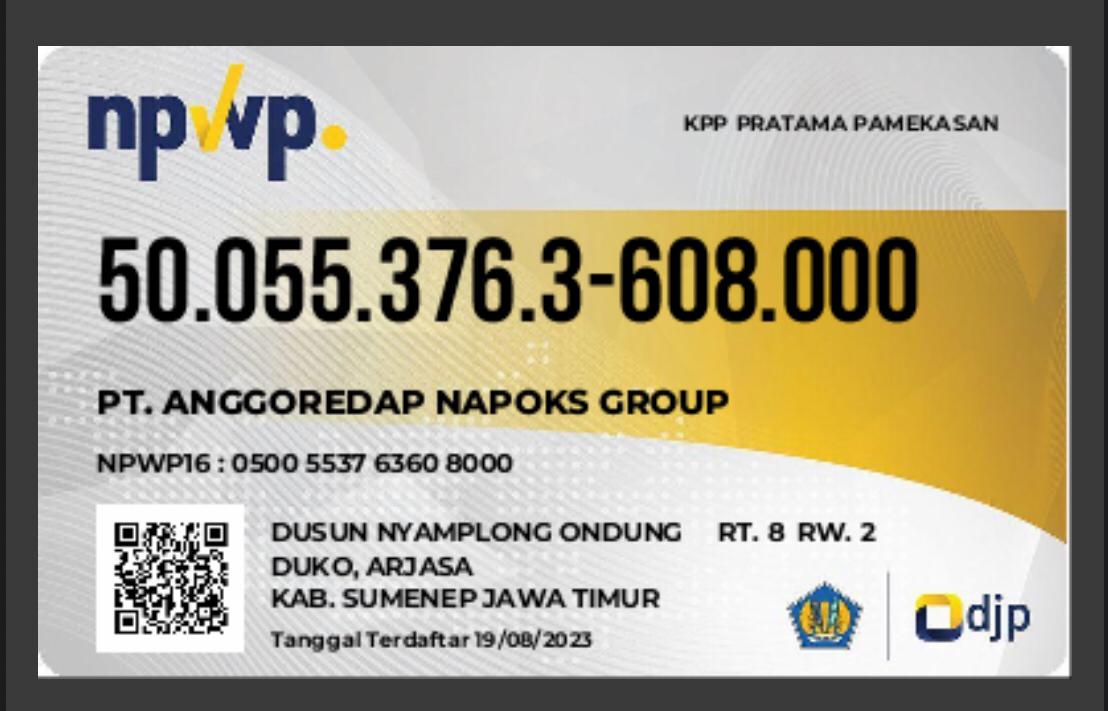 npwp.
KPP PRATAMA PAMEKASAN
50.055.376.3-608.000
PT. ANGGOREDAP NAPOKS GROUP
NPWP16 : 0500 5537 6360 8000
DUSUN NYAMPLONG ONDUNG RT. 8 RW. 2
DUKO, ARJASA
KAB. SUMENEP JAWA TIMUR
Tanggal Terdaftar 19/08/2023
djp